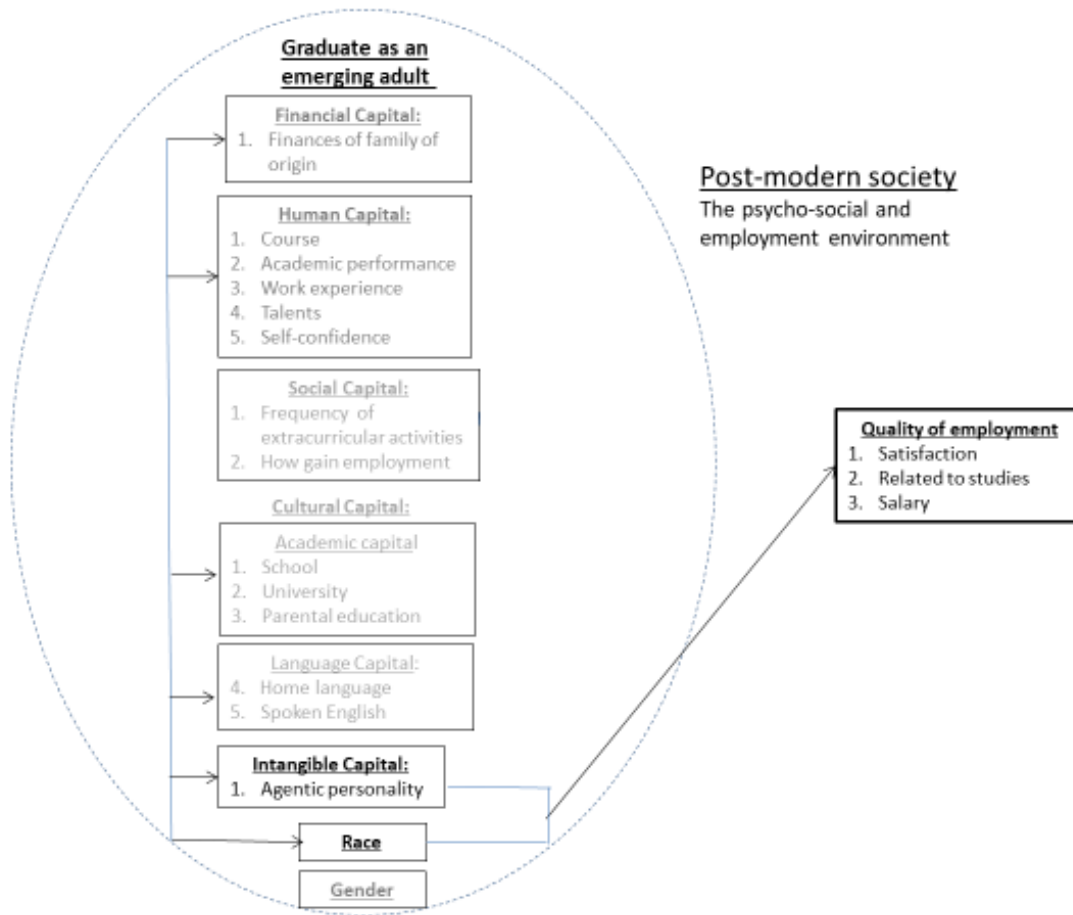 Graduate as an
emerging adult
Financial Capital:
1. Finances of family of
origin
Human Capital:
1. Course
2. Academic performance
3. Work experience
4. Talents
5. Self-confidence
Social Capital:
1. Frequency of
extracurricular activities
2. How gain employment
Cultural Capital:
Academic capital
1. School
2. University
3. Parental education
Language Capital:
4. Home language
5. Spoken English
Intangible Capital:
1. Agentic personality
Race
Gender
Post-modern society
The psycho-social and
employment environment
Quality of employment
1. Satisfaction
2. Related to studies
3. Salary